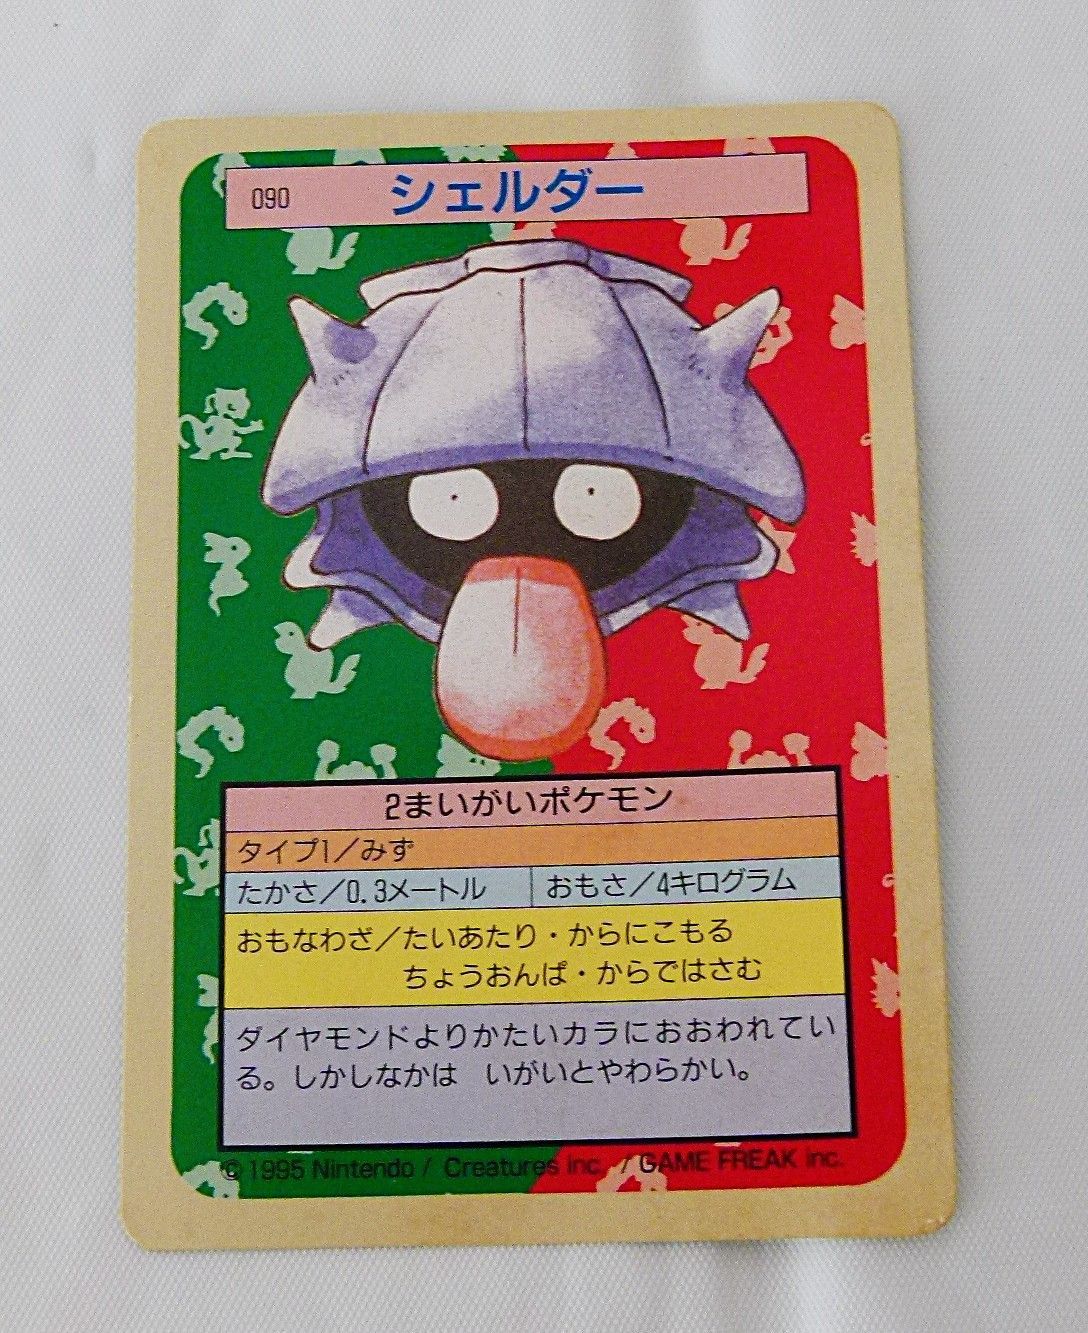 090 シェルダー
2まいがいポケモン
タイプ1／みず
たかさ／0.3メートル おもさ／4キログラム
おもなわざ／たいあたり・からにこもる
ちょうおんぱ・からではさむ
ダイヤモンドよりかたいカラにおおわれてい
る。しかしなかは　いがいとやわらかい。
© 1995 Nintendo / Creatures inc. / GAME FREAK inc.